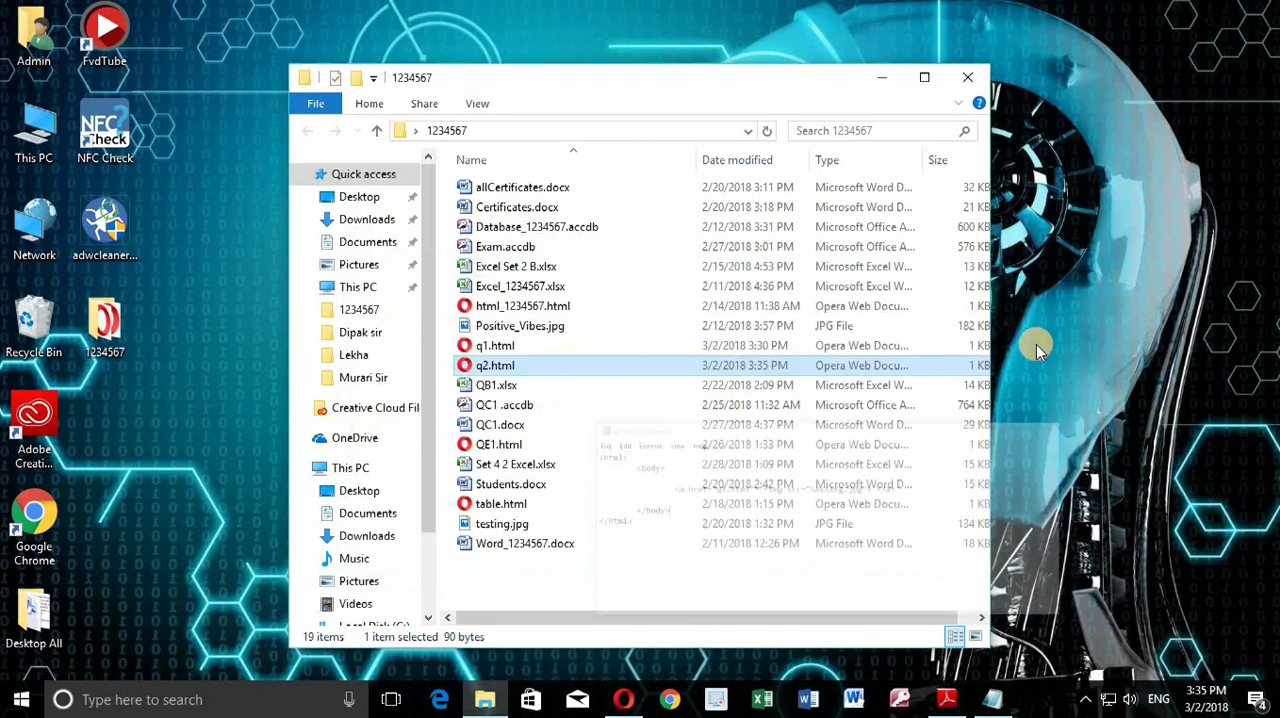 Admin
FvdTube
This PC
NFC Check
Network
adwcleaner...
Recycle Bin
1234567
Adobe
Creati...
Google
Chrome
Desktop All
1234567
File Home Share View
1234567
Search 1234567
Quick access
Desktop
Downloads
Documents
Pictures
This PC
1234567
Dipak sir
Lekha
Murari Sir
Creative Cloud Fil
OneDrive
This PC
Desktop
Documents
Downloads
Music
Pictures
Videos
Name Date modified Type Size
allCertificates.docx 2/20/2018 3:11 PM Microsoft Word D... 32 KB
Certificates.docx 2/20/2018 3:18 PM Microsoft Word D... 21 KB
Database_1234567.accdb 2/12/2018 3:31 PM Microsoft Office A... 600 KB
Exam.accdb 2/27/2018 3:01 PM Microsoft Office A... 576 KB
Excel Set 2 B.xlsx 2/15/2018 4:53 PM Microsoft Excel W... 13 KB
Excel_1234567.xlsx 2/11/2018 4:36 PM Microsoft Excel W... 12 KB
html_1234567.html 2/14/2018 11:38 AM Opera Web Docu... 1 KB
Positive_Vibes.jpg 2/12/2018 3:57 PM JPG File 182 KB
q1.html 3/2/2018 3:30 PM Opera Web Docu... 1 KB
q2.html 3/2/2018 3:35 PM Opera Web Docu... 1 KB
QB1.xlsx 2/22/2018 2:09 PM Microsoft Excel W... 14 KB
QC1 .accdb 2/25/2018 11:32 AM Microsoft Office A... 764 KB
QC1.docx 2/27/2018 4:37 PM Microsoft Word D... 29 KB
QE1.html 2/26/2018 1:33 PM Opera Web Docu... 1 KB
Set 4 2 Excel.xlsx 2/28/2018 1:09 PM Microsoft Excel W... 15 KB
Students.docx 2/20/2018 2:42 PM Microsoft Word D... 15 KB
table.html 2/18/2018 1:15 PM Opera Web Docu... 1 KB
testing.jpg 2/20/2018 1:32 PM JPG File 134 KB
Word_1234567.docx 2/11/2018 12:26 PM Microsoft Word D... 18 KB
<html>
<body>
</body>
</html>
19 items 1 item selected 90 bytes
Type here to search
ENG
3:35 PM
3/2/2018
4